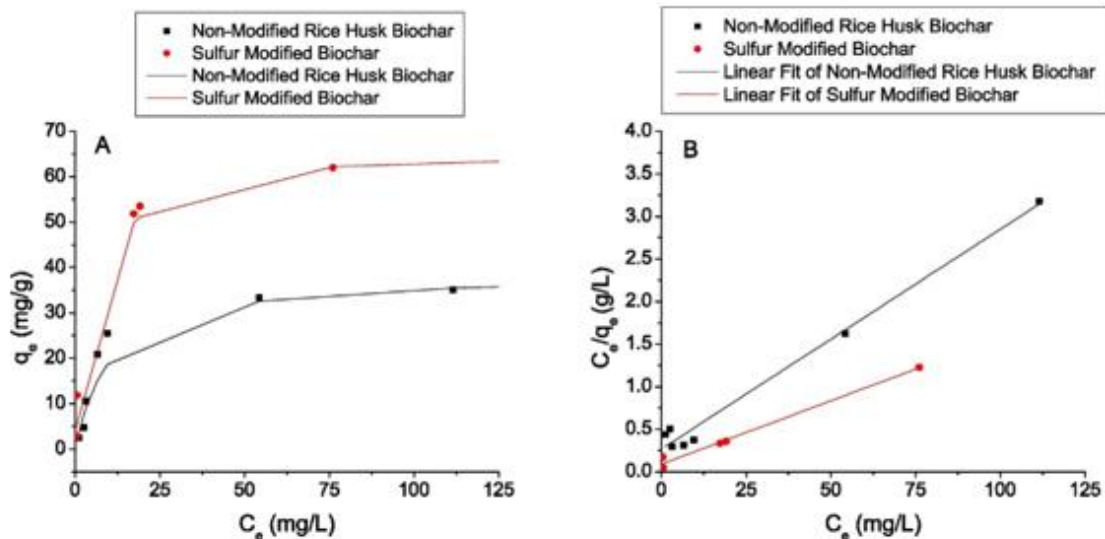 Non-Modified Rice Husk Biochar
Sulfur Modified Biochar
Non-Modified Rice Husk Biochar
Sulfur Modified Biochar
A
70
60
50
40
30
20
10
0
qₑ (mg/g)
0 25 50 75 100 125
Cₑ (mg/L)
Non-Modified Rice Husk Biochar
Sulfur Modified Biochar
Linear Fit of Non-Modified Rice Husk Biochar
Linear Fit of Sulfur Modified Biochar
B
4.0
3.5
3.0
2.5
2.0
1.5
1.0
0.5
0.0
Cₑ/qₑ (g/L)
0 25 50 75 100 125
Cₑ (mg/L)